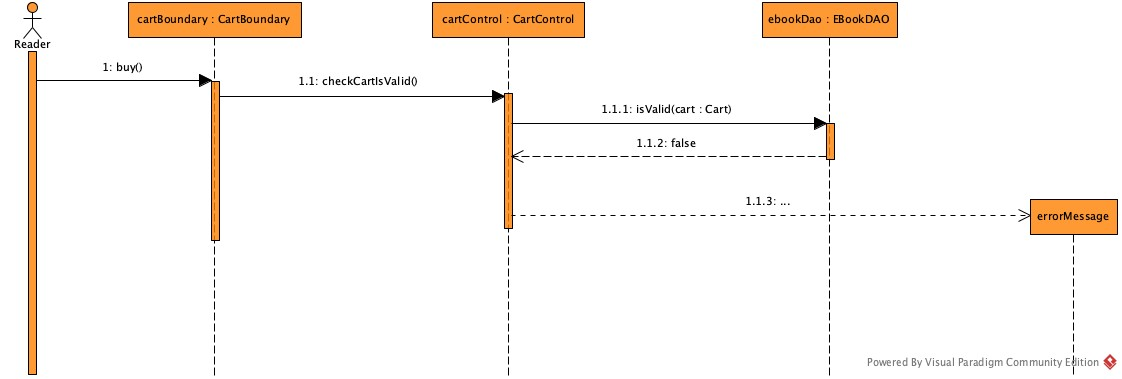 cartBoundary : CartBoundary
cartControl : CartControl
ebookDao : EBookDAO
Reader
1: buy()
1.1: checkCartIsValid()
1.1.1: isValid(cart : Cart)
1.1.2: false
1.1.3: ...
errorMessage
Powered By Visual Paradigm Community Edition